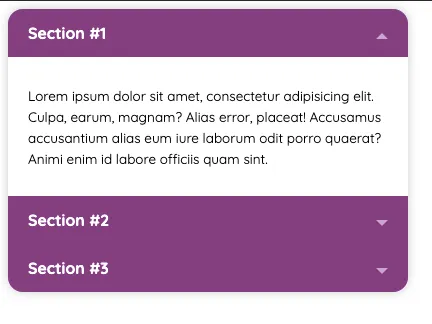 Section #1
Lorem ipsum dolor sit amet, consectetur adipisicing elit.
Culpa, earum, magnam? Alias error, placeat! Accusamus
accusantium alias eum iure laborum odit porro quaerat?
Animi enim id labore officiis quam sint.
Section #2
Section #3